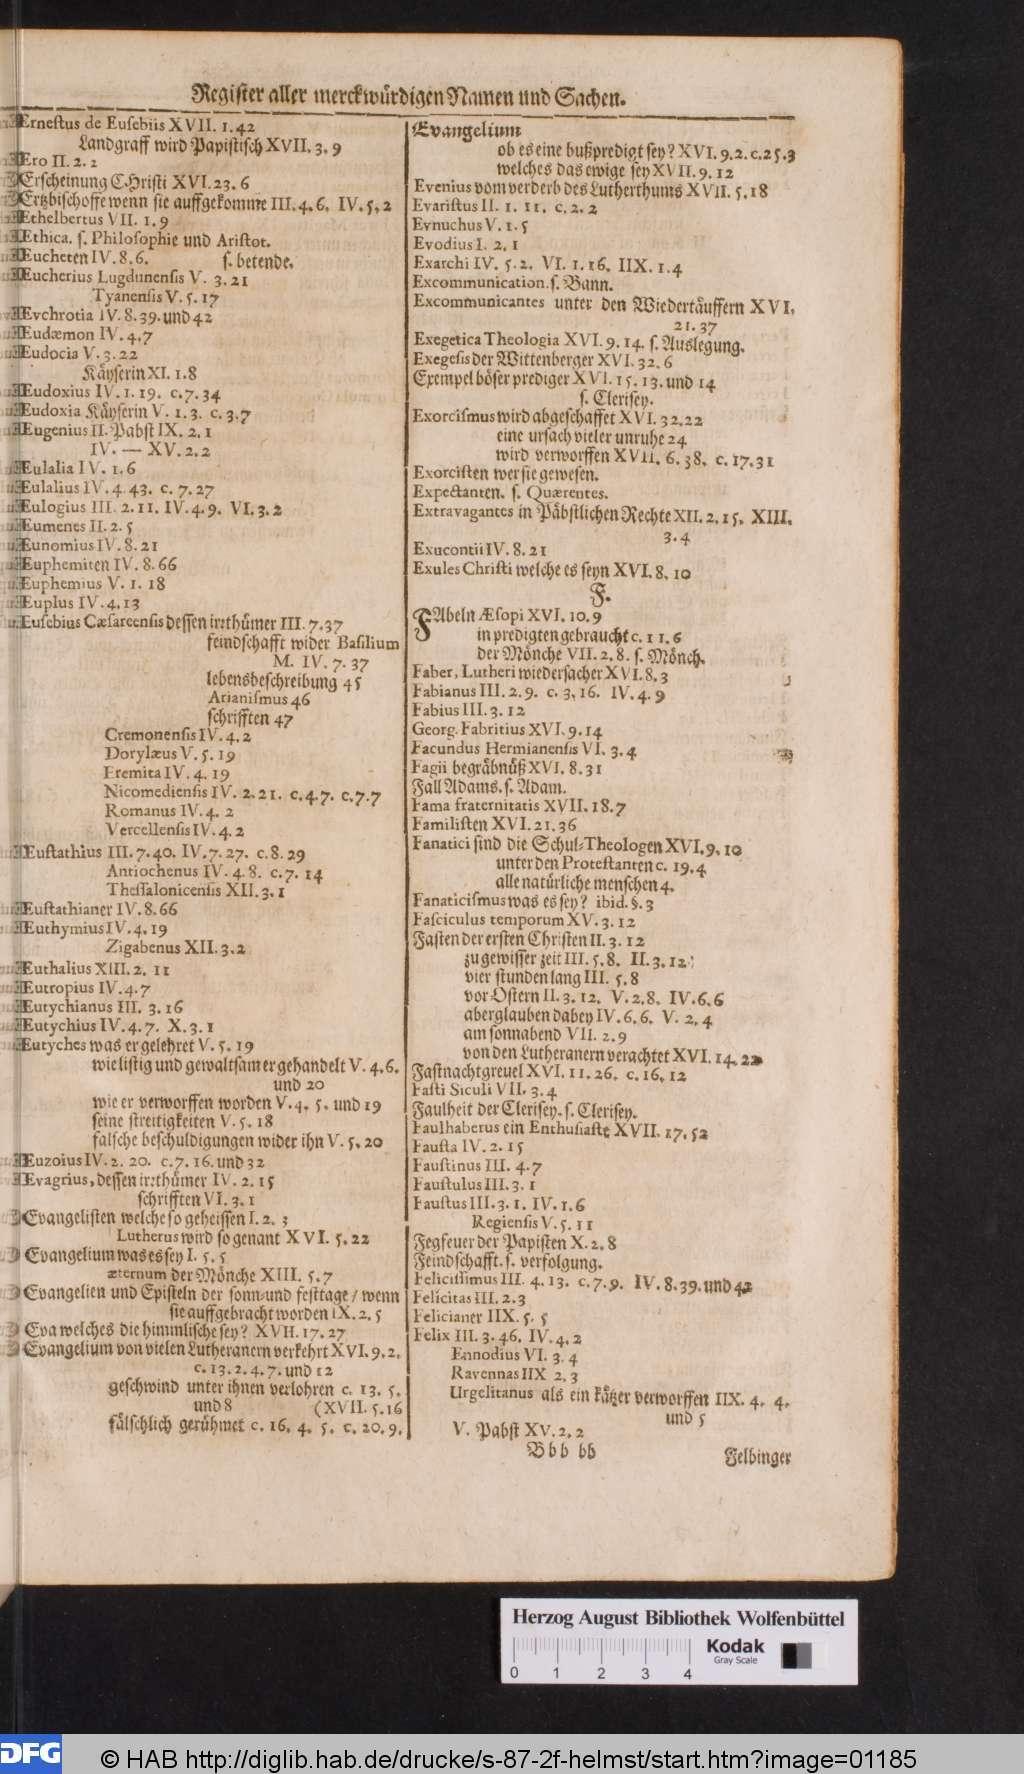 Register aller merckwürdigen Namen und Sachen.
Ernestus de Eusebiis XVII. 1. 42
Landgraff wird Papistisch XVII. 3. 9
Ero II. 2. 2
Erscheinung CHristi XVI. 23. 6
Ertzbischoffe wenn sie auffgekomme III. 4. 6. IV. 5. 2
Ethelbertus VII. 1. 9
Ethica. s. Philosophie und Aristot.
Eucheten IV. 8. 6. s. betende.
Eucherius Lugdunensis V. 3. 21
Tyanensis V. 5. 17
Evchrotia IV. 8. 39. und 42
Eudæmon IV. 4. 7
Eudocia V. 3. 22
Käyserin XI. 1. 8
Eudoxius IV. 1. 19. c. 7. 34
Eudoxia Käyserin V. 1. 3. c. 3. 7
Eugenius II. Pabst IX. 2. 1
IV. — XV. 2. 2
Eulalia IV. 1. 6
Eulalius IV. 4. 43. c. 7. 27
Eulogius III. 2. 11. IV. 4. 9. VI. 3. 2
Eumenes II. 2. 5
Eunomius IV. 8. 21
Euphemiten IV. 8. 66
Euphemius V. 1. 18
Euplus IV. 4. 13
Eusebius Cæsareensis dessen irrthümer III. 7. 37
feindschafft wider Basilium
M. IV. 7. 37
lebensbeschreibung 45
Arianismus 46
schrifften 47
Cremonensis IV. 4. 2
Dorylæus V. 5. 19
Eremita IV. 4. 19
Nicomediensis IV. 2. 21. c. 4. 7. c. 7. 7
Romanus IV. 4. 2
Vercellensis IV. 4. 2
Eustathius III. 7. 40. IV. 7. 27. c. 8. 29
Antiochenus IV. 4. 8. c. 7. 14
Thessalonicensis XII. 3. 1
Eustathianer IV. 8. 66
Euthymius IV. 4. 19
Zigabenus XII. 3. 2
Euthalius XIII. 2. 11
Eutropius IV. 4. 7
Eutychianus III. 3. 16
Eutychius IV. 4. 7. X. 3. 1
Eutyches was er gelehret V. 5. 19
wie listig und gewaltsam er gehandelt V. 4. 6.
und 20
wie er verworffen worden V. 4. 5. und 19
seine streitigkeiten V. 5. 18
falsche beschuldigungen wider ihn V. 5. 20
Euzoius IV. 2. 20. c. 7. 16. und 32
Evagrius, dessen irrthümer IV. 2. 15
schrifften VI. 3. 1
Evangelisten welche so geheissen I. 2. 3
Lutherus wird so genant XVI. 5. 22
Evangelium was es sey I. 5. 5
æternum der Mönche XIII. 5. 7
Evangelien und Episteln der sonn- und festtage / wenn
sie auffgebracht worden IX. 2. 5
Eva welches die himmlische sey? XVII. 17. 27
Evangelium von vielen Lutheranern verkehrt XVI. 9. 2.
c. 13. 2. 4. 7. und 12
geschwind unter ihnen verlohren c. 13. 5.
und 8 (XVII. 5. 16
fälschlich gerühmet c. 16. 4. 5. c. 20. 9.
Evangelium
ob es eine bußpredigt sey? XVI. 9. 2. c. 25. 3
welches das ewige sey XVII. 9. 12
Evenius vom verderb des Lutherthums XVII. 5. 18
Evaristus II. 1. 11. c. 2. 2
Evnuchus V. 1. 5
Evodius I. 2. 1
Exarchi IV. 5. 2. VI. 1. 16. IIX. 1. 4
Excommunication. s. Bann.
Excommunicantes unter den Wiedertäuffern XVI.
21. 37
Exegetica Theologia XVI. 9. 14. s. Auslegung.
Exegesis der Wittenberger XVI. 32. 6
Exempel böser prediger XVI. 15. 13. und 14
s. Clerisey.
Exorcismus wird abgeschaffet XVI. 32. 22
eine ursach vieler unruhe 24
wird verworffen XVII. 6. 38. c. 17. 31
Exorcisten wer sie gewesen.
Expectanten. s. Quærentes.
Extravagantes in Päbstlichen Rechte XII. 2. 15. XIII.
3. 4
Exucontii IV. 8. 21
Exules Christi welche es seyn XVI. 8. 10
F.
FAbeln Æsopi XVI. 10. 9
in predigten gebraucht c. 11. 6
der Mönche VII. 2. 8. s. Mönch.
Faber, Lutheri wiedersacher XVI. 8. 3
Fabianus III. 2. 9. c. 3. 16. IV. 4. 9
Fabius III. 3. 12
Georg. Fabritius XVI. 9. 14
Facundus Hermianensis VI. 3. 4
Fagii begräbnüß XVI. 8. 31
Fall Adams. s. Adam.
Fama fraternitatis XVII. 18. 7
Familisten XVI. 21. 36
Fanatici sind die Schul-Theologen XVI. 9. 10
unter den Protestanten c. 19. 4
alle natürliche menschen 4.
Fanaticismus was es sey? ibid. §. 3
Fasciculus temporum XV. 3. 12
Fasten der ersten Christen II. 3. 12
zu gewisser zeit III. 5. 8. II. 3. 12
vier stunden lang III. 5. 8
vor Ostern II. 3. 12. V. 2. 8. IV. 6. 6
aberglauben dabey IV. 6. 6. V. 2. 4
am sonnabend VII. 2. 9
von den Lutheranern verachtet XVI. 14. 22
Fastnachtgreuel XVI. 11. 26. c. 16. 12
Fasti Siculi VII. 3. 4
Faulheit der Clerisey. s. Clerisey.
Faulhaberus ein Enthusiaste XVII. 17. 52
Fausta IV. 2. 15
Faustinus III. 4. 7
Faustulus III. 3. 1
Faustus III. 3. 1. IV. 1. 6
Regiensis V. 5. 11
Fegfeuer der Papisten X. 2. 8
Feindschafft. s. verfolgung.
Felicissimus III. 4. 13. c. 7. 9. IV. 8. 39. und 42
Felicitas III. 2. 3
Felicianer IIX. 5. 5
Felix III. 3. 46. IV. 4. 2
Ennodius VI. 3. 4
Ravennas IIX 2. 3
Urgelitanus als ein kätzer verworffen IIX. 4. 4.
und 5
V. Pabst XV. 2. 2
Bbb bb
Felbinger
Herzog August Bibliothek Wolfenbüttel
0 1 2 3 4
Kodak
Gray Scale
DFG
© HAB http://diglib.hab.de/drucke/s-87-2f-helmst/start.htm?image=01185